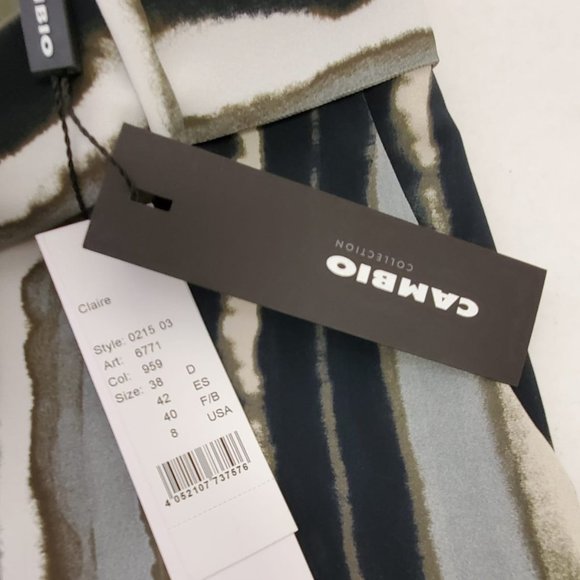 CAMBIO
CAMBIO
COLLECTION
Claire
Style: 0215 03
Art: 6771
Col: 959
Size: 38 D
42 ES
40 F/B
8 USA
4 052107 737676